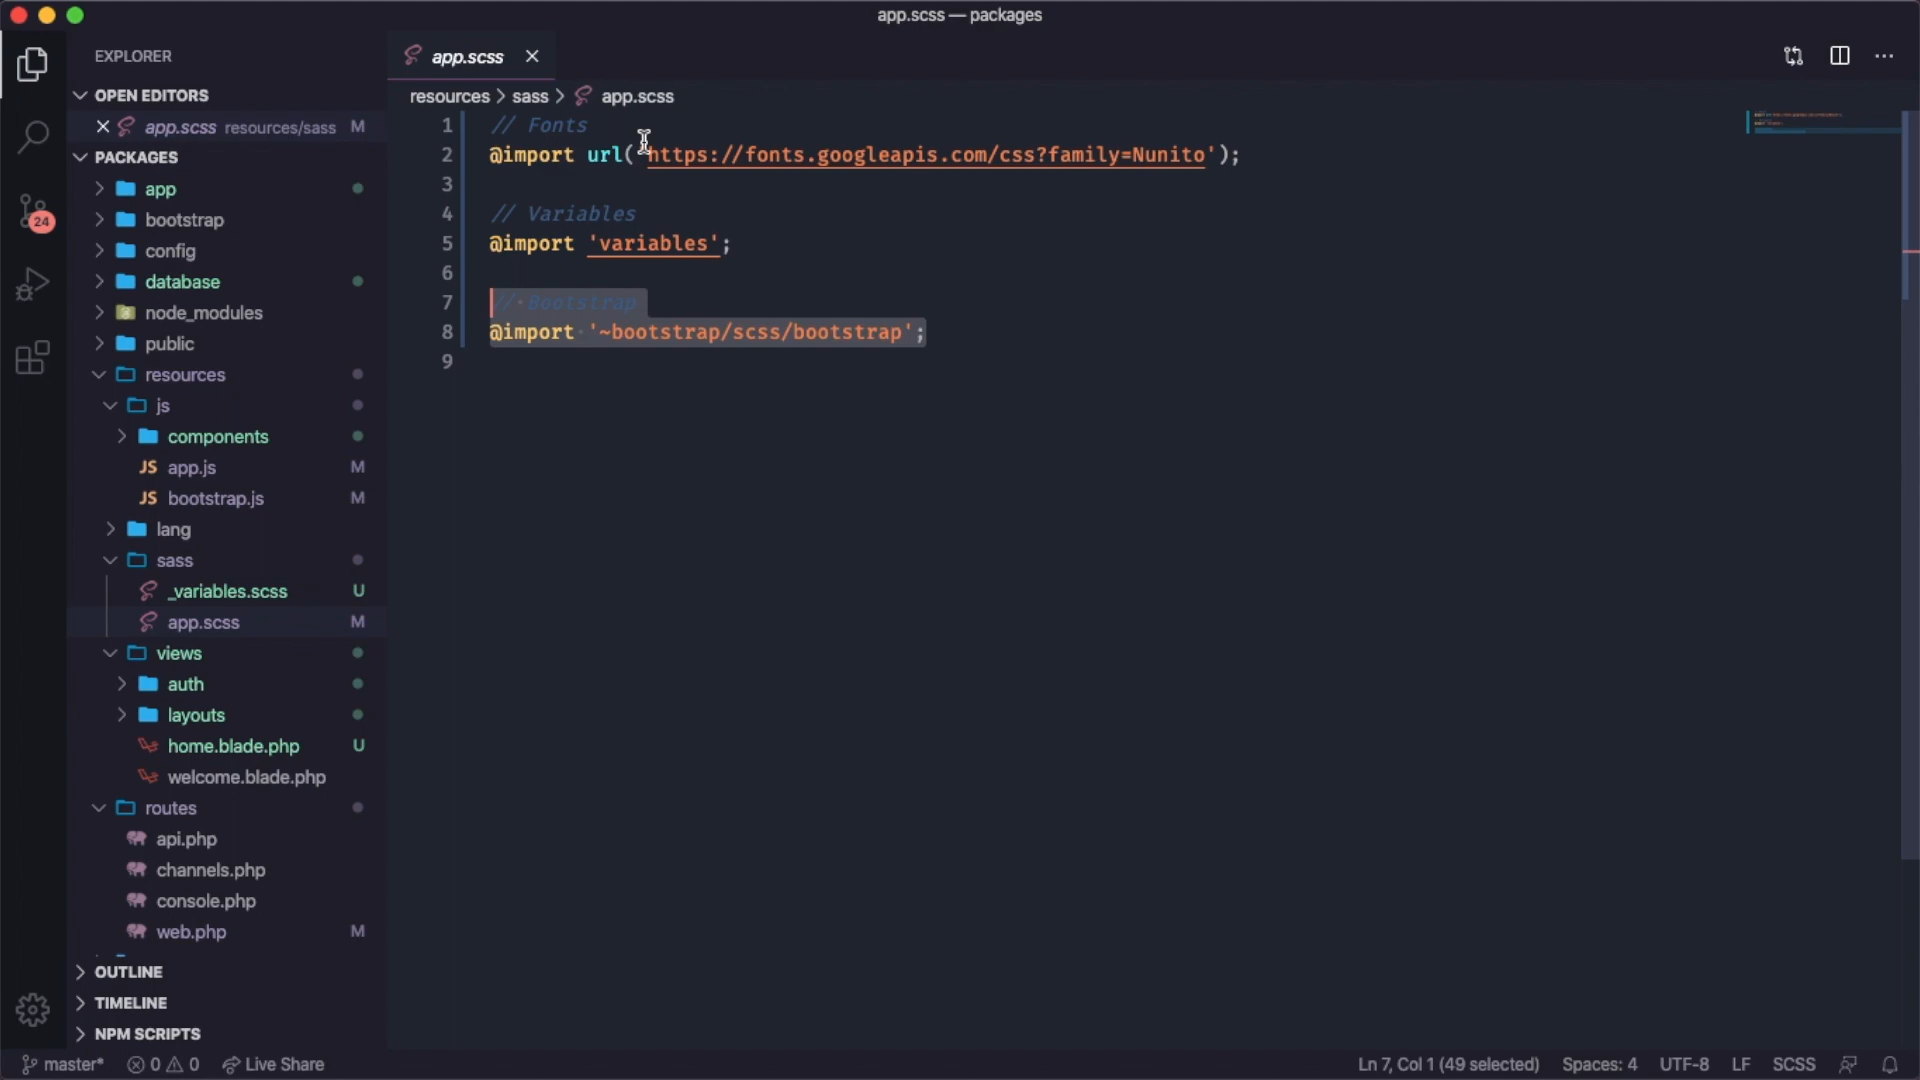 app.scss — packages
EXPLORER
OPEN EDITORS
app.scss resources/sass M
PACKAGES
app
bootstrap
config
database
node_modules
public
resources
js
components
JS app.js M
JS bootstrap.js M
lang
sass
_variables.scss U
app.scss M
views
auth
layouts
home.blade.php U
welcome.blade.php
routes
api.php
channels.php
console.php
web.php M
OUTLINE
TIMELINE
NPM SCRIPTS
24
app.scss
resources > sass > app.scss
1 // Fonts
2 @import url('https://fonts.googleapis.com/css?family=Nunito');
3
4 // Variables
5 @import 'variables';
6
7 // Bootstrap
8 @import '~bootstrap/scss/bootstrap';
9
master* 0 0 Live Share
Ln 7, Col 1 (49 selected) Spaces: 4 UTF-8 LF SCSS